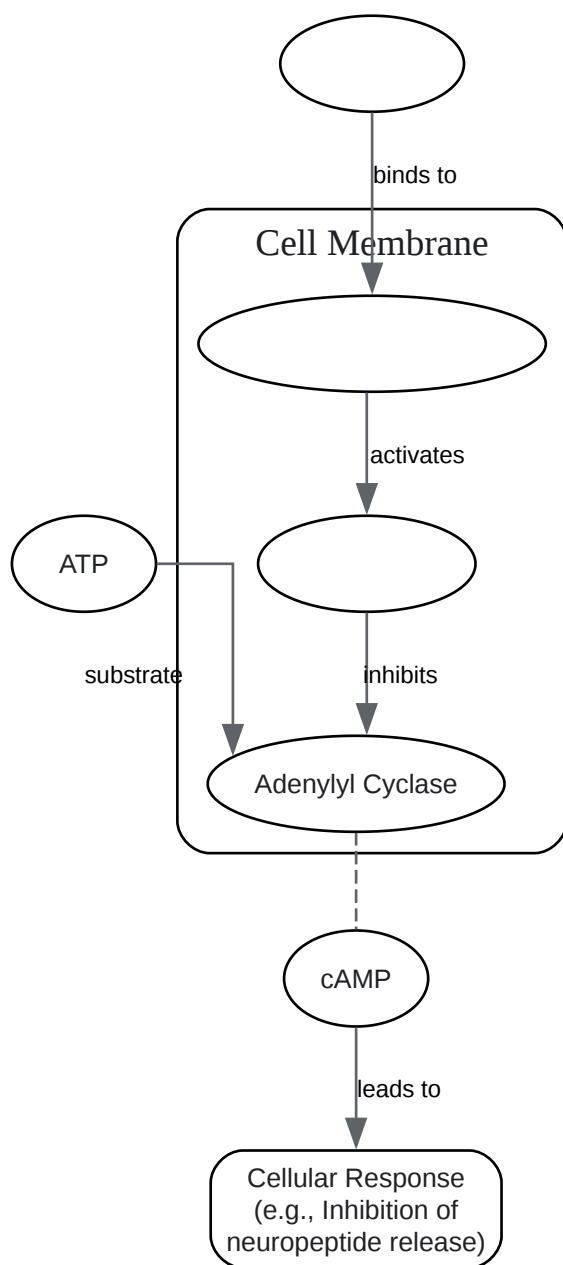 binds to
Cell Membrane
activates
ATP
substrate
inhibits
Adenylyl Cyclase
cAMP
leads to
Cellular Response
(e.g., Inhibition of
neuropeptide release)